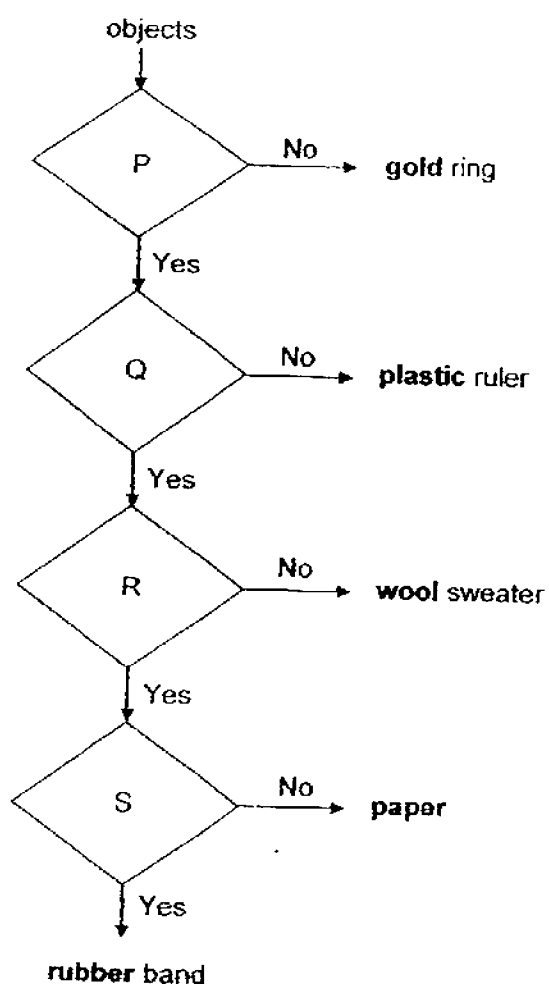 objects
P
No
gold ring
Yes
Q
No
plastic ruler
Yes
R
No
wool sweater
Yes
S
No
paper
Yes
rubber band